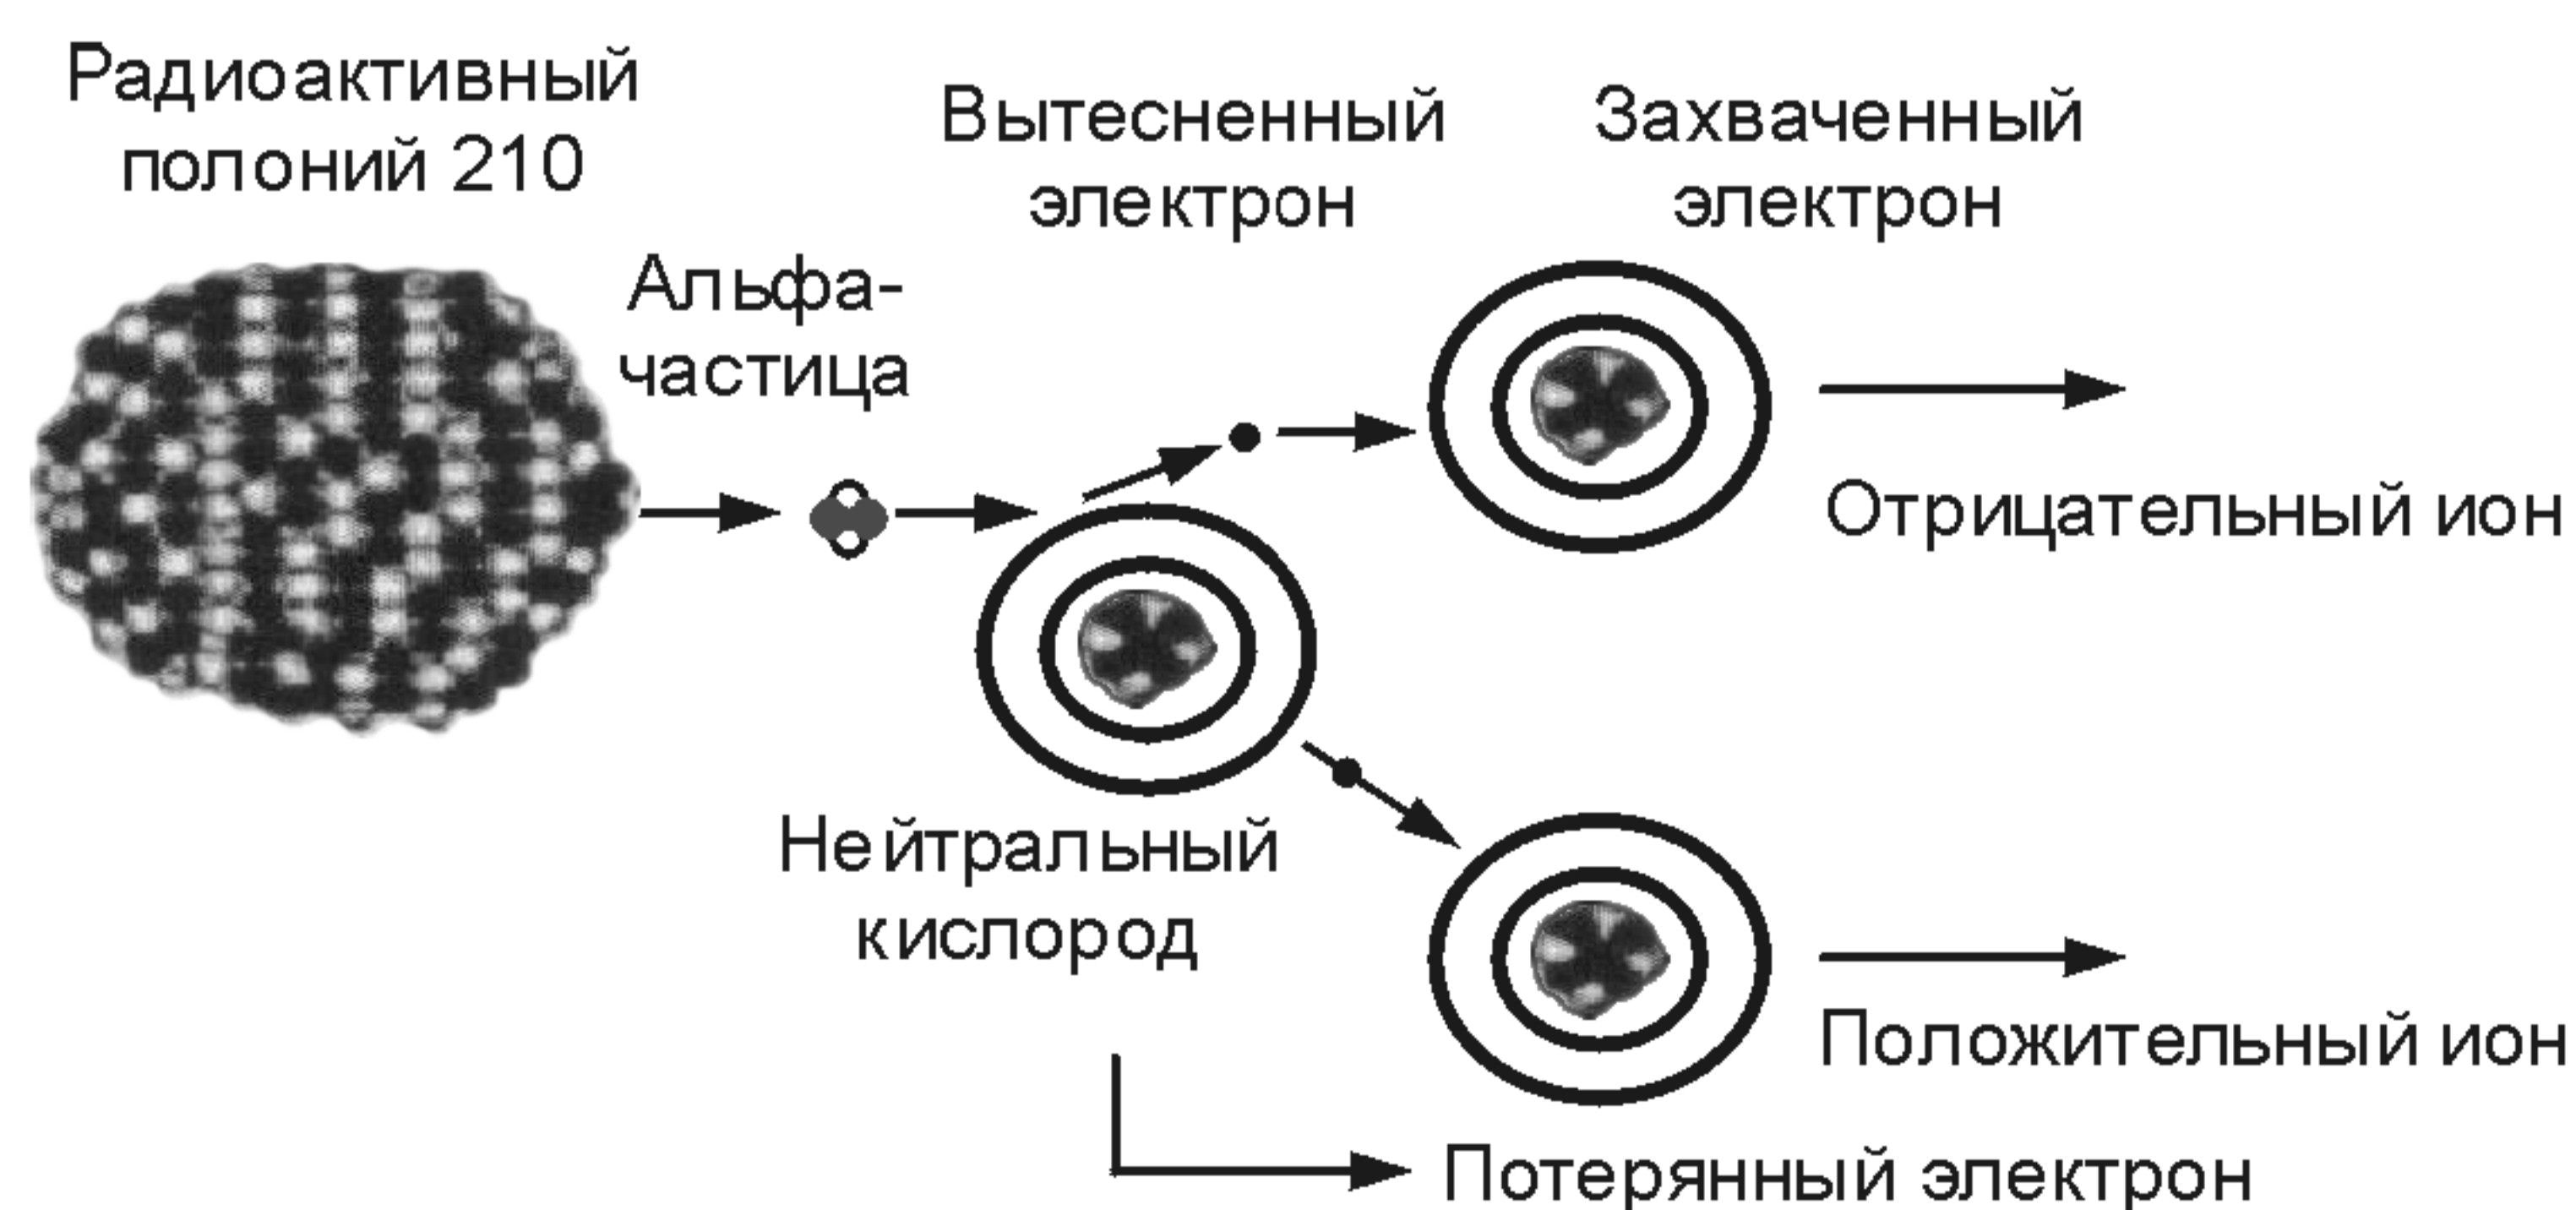 Радиоактивный
полоний 210
Альфа-
частица
Вытесненный
электрон
Захваченный
электрон
Отрицательный ион
Нейтральный
кислород
Положительный ион
Потерянный электрон